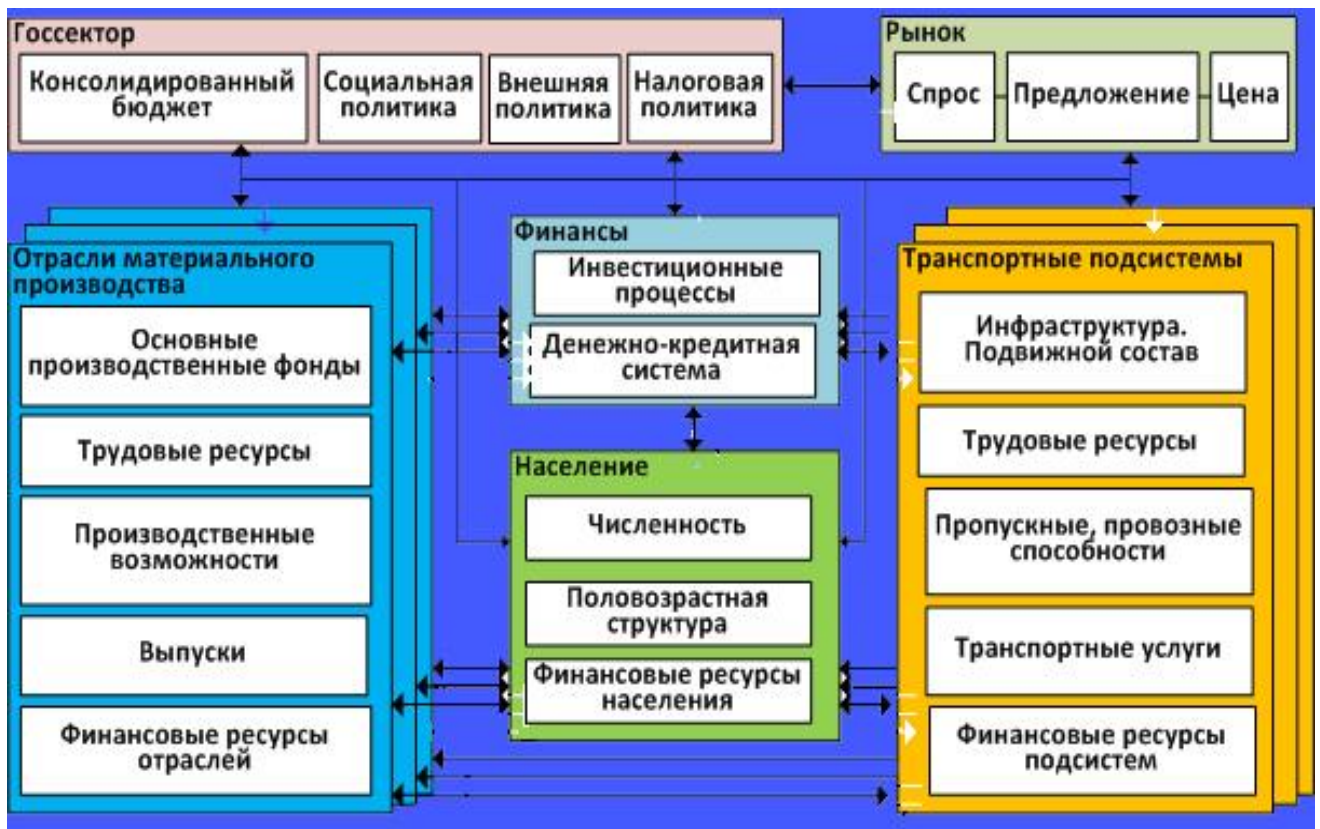 Госсектор
Консолидированный
бюджет
Социальная
политика
Внешняя
политика
Налоговая
политика
Рынок
Спрос
Предложение
Цена
Отрасли материального
производства
Основные
производственные фонды
Трудовые ресурсы
Производственные
возможности
Выпуски
Финансовые ресурсы
отраслей
Финансы
Инвестиционные
процессы
Денежно-кредитная
система
Население
Численность
Половозрастная
структура
Финансовые ресурсы
населения
Транспортные подсистемы
Инфраструктура.
Подвижной состав
Трудовые ресурсы
Пропускные, провозные
способности
Транспортные услуги
Финансовые ресурсы
подсистем